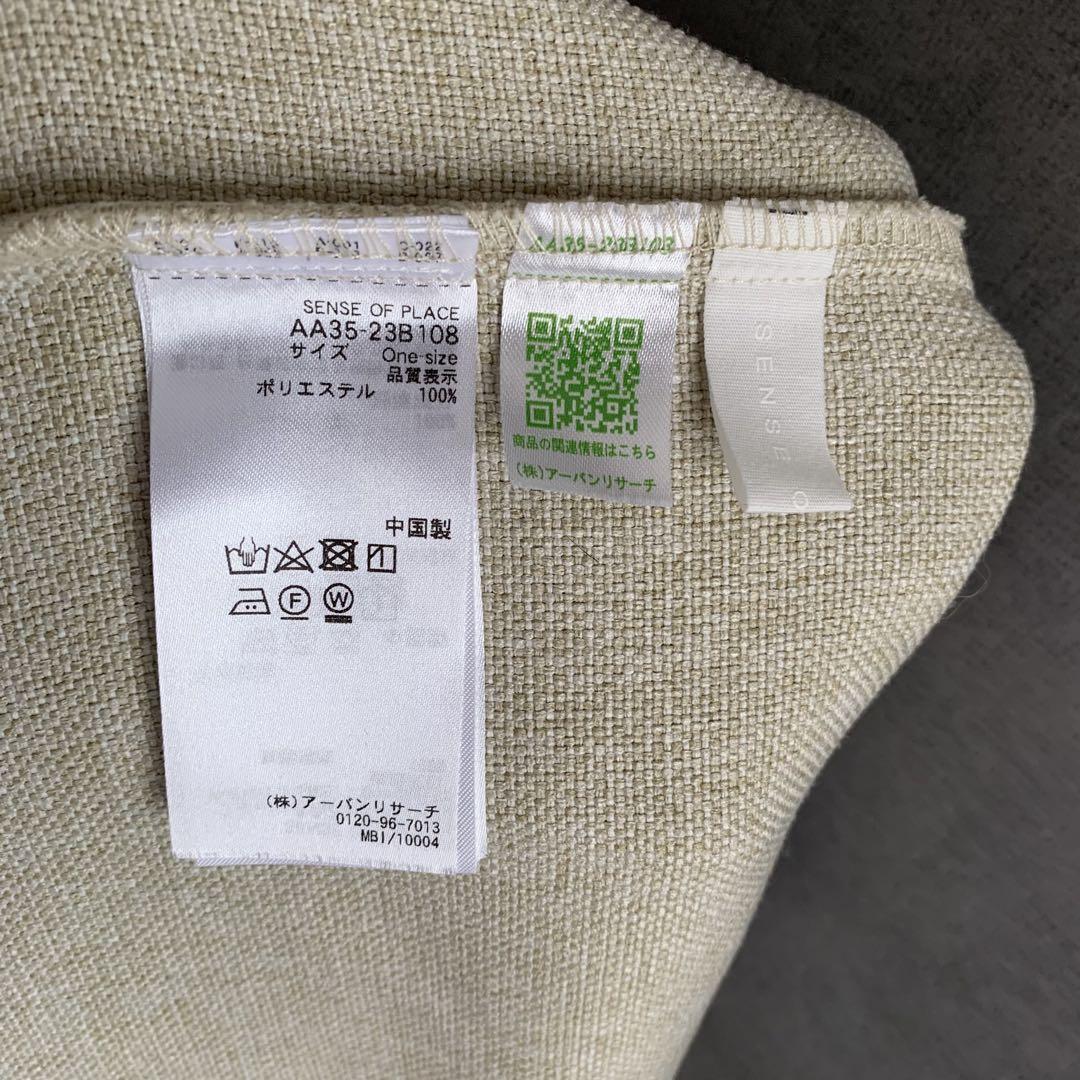 SENSE OF PLACE
AA35-23B108
サイズ One-size
品質表示
ポリエステル 100%
中国製
F W
(株)アーバンリサーチ
0120-96-7013
MBI/10004
商品の関連情報はこちら
(株)アーバンリサーチ
SENSE O